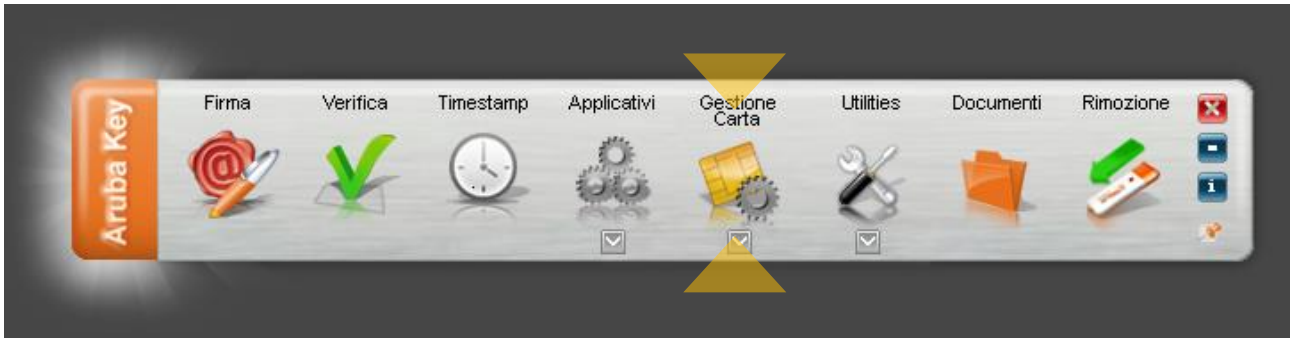 Aruba Key
Firma
Verifica
Timestamp
Applicativi
Gestione
Carta
Utilities
Documenti
Rimozione